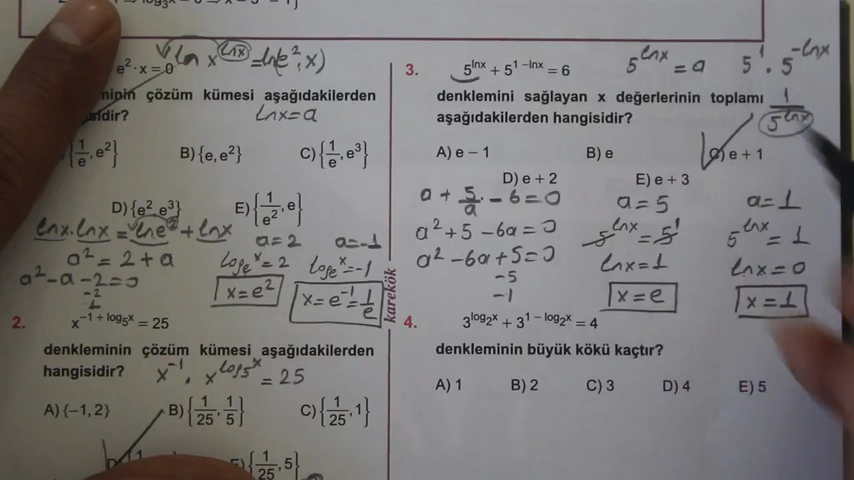 e² · x = 0
ln x^lnx = ln(e² · x)
çözüm kümesi aşağıdakilerden
lnx = a
{1/e, e²}
B) {e, e²}
C) {1/e, e³}
D) {e², e³}
E) {1/e², e}
lnx · lnx = lne² + lnx
a² = 2 + a
a² - a - 2 = 0
-2
1
a = 2
a = -1
logₑx = 2
logₑx = -1
x = e²
x = e⁻¹ = 1/e
2.
x^-1 + log₅x = 25
denkleminin çözüm kümesi aşağıdakilerden
hangisidir?
x⁻¹ · x^log5x = 25
A) {-1, 2}
B) {1/25, 1/5}
C) {1/25, 1}
{1/25, 5}
karekök
3.
5^lnx + 5^1 - lnx = 6
5^lnx = a
5¹ · 5^-lnx
1/5^lnx
denklemini sağlayan x değerlerinin toplamı
aşağıdakilerden hangisidir?
A) e - 1
B) e
C) e + 1
D) e + 2
E) e + 3
a + 5/a - 6 = 0
a² + 5 - 6a = 0
a² - 6a + 5 = 0
-5
-1
a = 5
5^lnx = 5¹
lnx = 1
x = e
a = 1
5^lnx = 1
lnx = 0
x = 1
4.
3^log₂x + 3^1 - log₂x = 4
denkleminin büyük kökü kaçtır?
A) 1
B) 2
C) 3
D) 4
E) 5